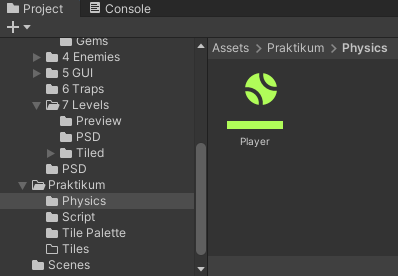 Project
Console
Gems
4 Enemies
5 GUI
6 Traps
7 Levels
Preview
PSD
Tiled
PSD
Praktikum
Physics
Script
Tile Palette
Tiles
Scenes
Assets > Praktikum > Physics
Player